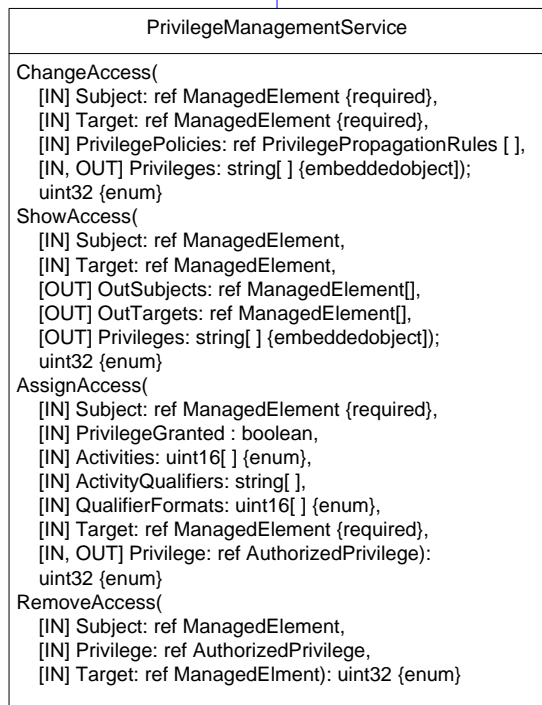 PrivilegeManagementService
ChangeAccess(
[IN] Subject: ref ManagedElement {required},
[IN] Target: ref ManagedElement {required},
[IN] PrivilegePolicies: ref PrivilegePropagationRules [ ],
[IN, OUT] Privileges: string[ ] {embeddedobject]);
uint32 {enum}
ShowAccess(
[IN] Subject: ref ManagedElement,
[IN] Target: ref ManagedElement,
[OUT] OutSubjects: ref ManagedElement[],
[OUT] OutTargets: ref ManagedElement[],
[OUT] Privileges: string[ ] {embeddedobject]);
uint32 {enum}
AssignAccess(
[IN] Subject: ref ManagedElement {required},
[IN] PrivilegeGranted : boolean,
[IN] Activities: uint16[ ] {enum},
[IN] ActivityQualifiers: string[ ],
[IN] QualifierFormats: uint16[ ] {enum},
[IN] Target: ref ManagedElement {required},
[IN, OUT] Privilege: ref AuthorizedPrivilege):
uint32 {enum}
RemoveAccess(
[IN] Subject: ref ManagedElement,
[IN] Privilege: ref AuthorizedPrivilege,
[IN] Target: ref ManagedElment): uint32 {enum}